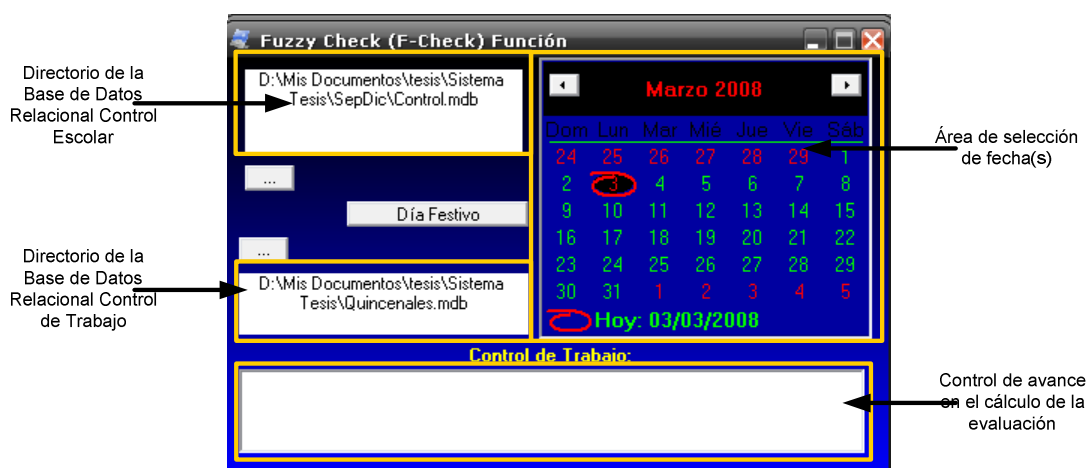 Fuzzy Check (F-Check) Función
Directorio de la
Base de Datos
Relacional Control
Escolar
D:\Mis Documentos\tesis\Sistema
Tesis\SepDic\Control.mdb
...
Día Festivo
...
Directorio de la
Base de Datos
Relacional Control
de Trabajo
D:\Mis Documentos\tesis\Sistema
Tesis\Quincenales.mdb
Marzo 2008
Dom Lun Mar Mié Jue Vie Sáb
24 25 26 27 28 29 1
2 3 4 5 6 7 8
9 10 11 12 13 14 15
16 17 18 19 20 21 22
23 24 25 26 27 28 29
30 31 1 2 3 4 5
Hoy: 03/03/2008
Área de selección
de fecha(s)
Control de Trabajo:
Control de avance
en el cálculo de la
evaluación